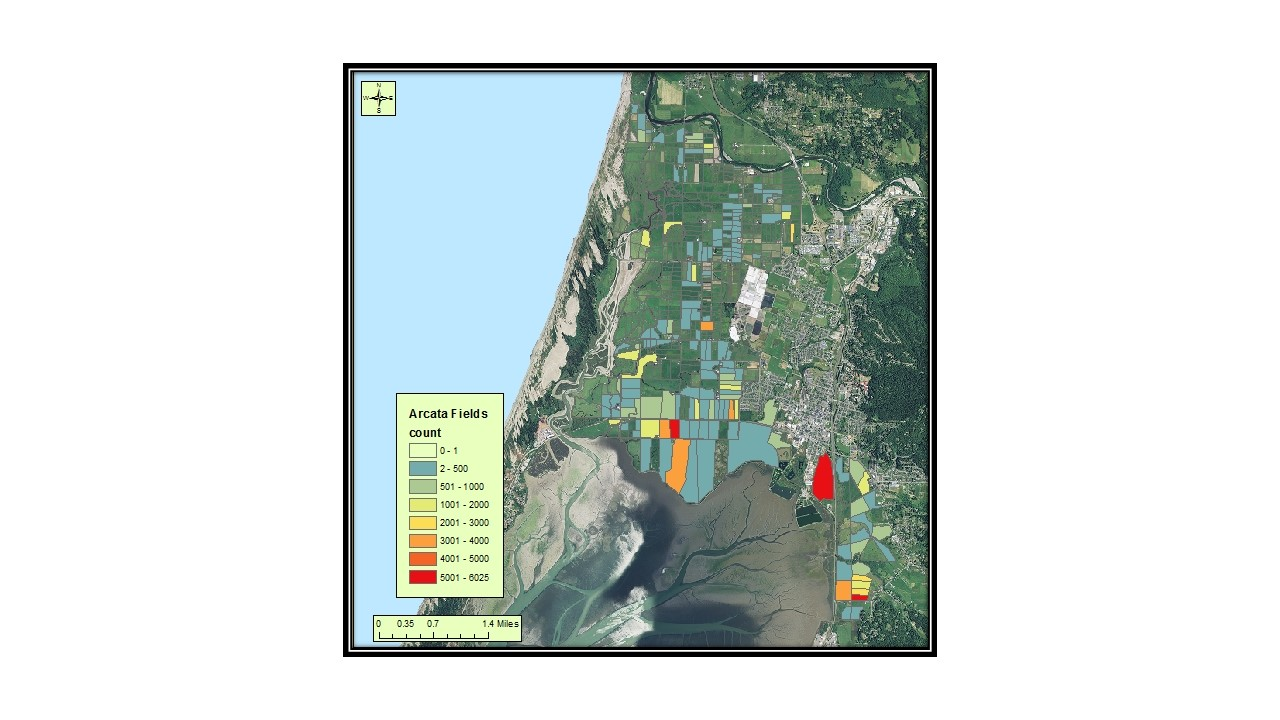 N
W E
S
Arcata Fields
count
0 - 1
2 - 500
501 - 1000
1001 - 2000
2001 - 3000
3001 - 4000
4001 - 5000
5001 - 6025
0 0.35 0.7 1.4 Miles